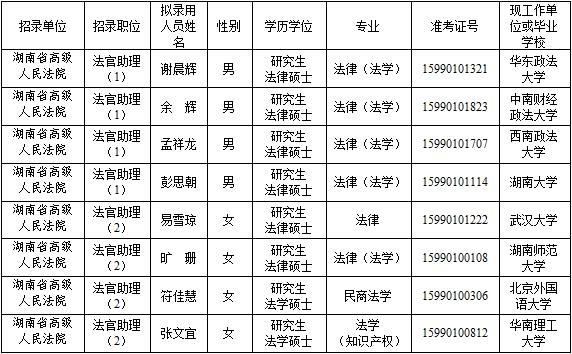 招录单位 招录职位 拟录用人员姓名 性别 学历学位 专业 准考证号 现工作单位或毕业学校
湖南省高级人民法院 法官助理（1） 谢晨辉 男 研究生法律硕士 法律（法学） 15990101321 华东政法大学
湖南省高级人民法院 法官助理（1） 余　辉 男 研究生法律硕士 法律（法学） 15990101823 中南财经政法大学
湖南省高级人民法院 法官助理（1） 孟祥龙 男 研究生法律硕士 法律（法学） 15990101707 西南政法大学
湖南省高级人民法院 法官助理（1） 彭思朝 男 研究生法律硕士 法律（法学） 15990101114 湖南大学
湖南省高级人民法院 法官助理（2） 易雪琼 女 研究生法律硕士 法律 15990101222 武汉大学
湖南省高级人民法院 法官助理（2） 旷　珊 女 研究生法律硕士 法律（法学） 15990100108 湖南师范大学
湖南省高级人民法院 法官助理（2） 符佳慧 女 研究生法学硕士 民商法学 15990100306 北京外国语大学
湖南省高级人民法院 法官助理（2） 张文宜 女 研究生法学硕士 法学（知识产权） 15990100812 华南理工大学